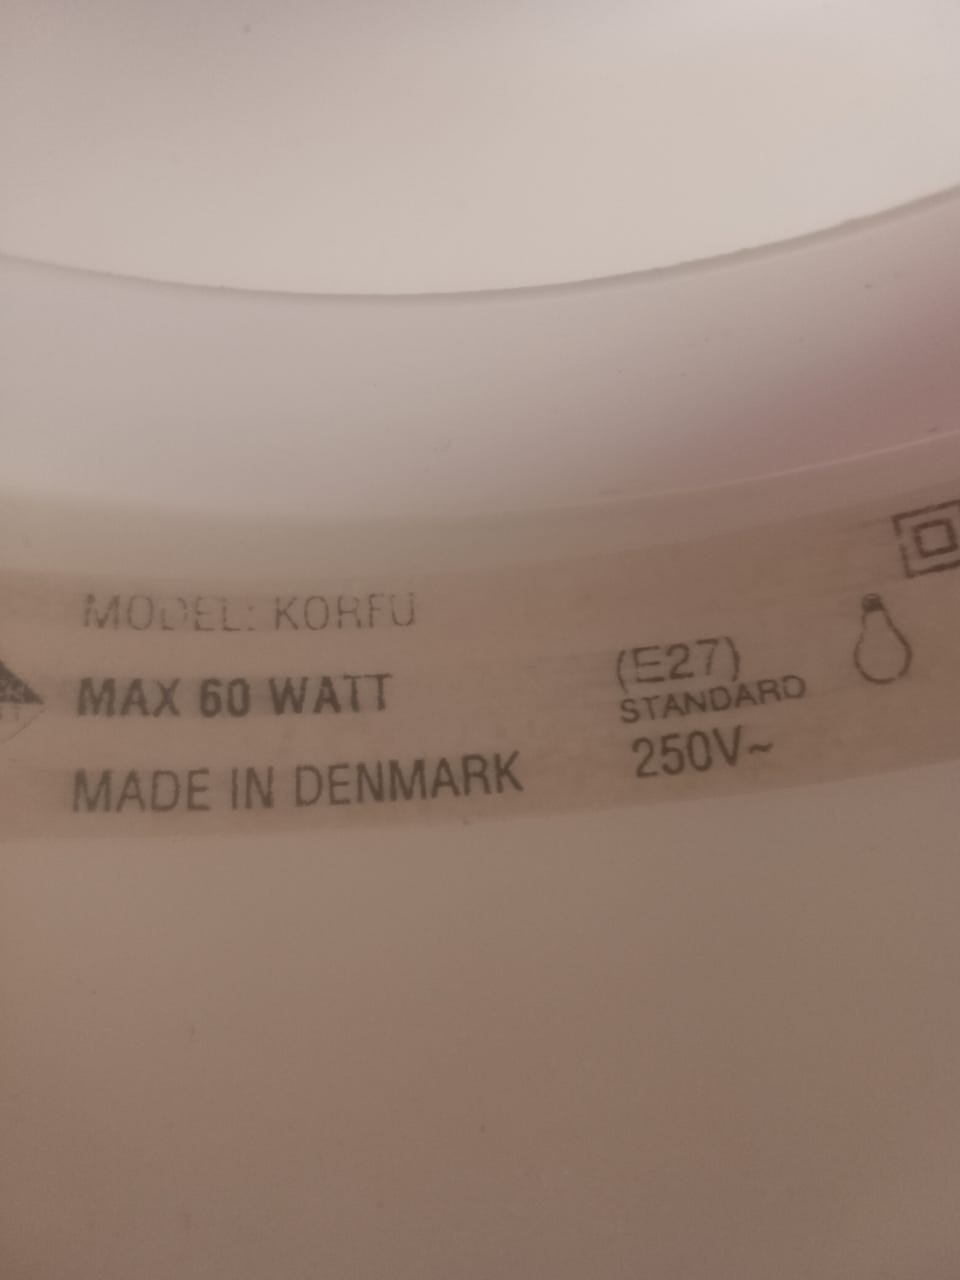 MODEL: KORFU
MAX 60 WATT
MADE IN DENMARK
(E27)
STANDARD
250V~